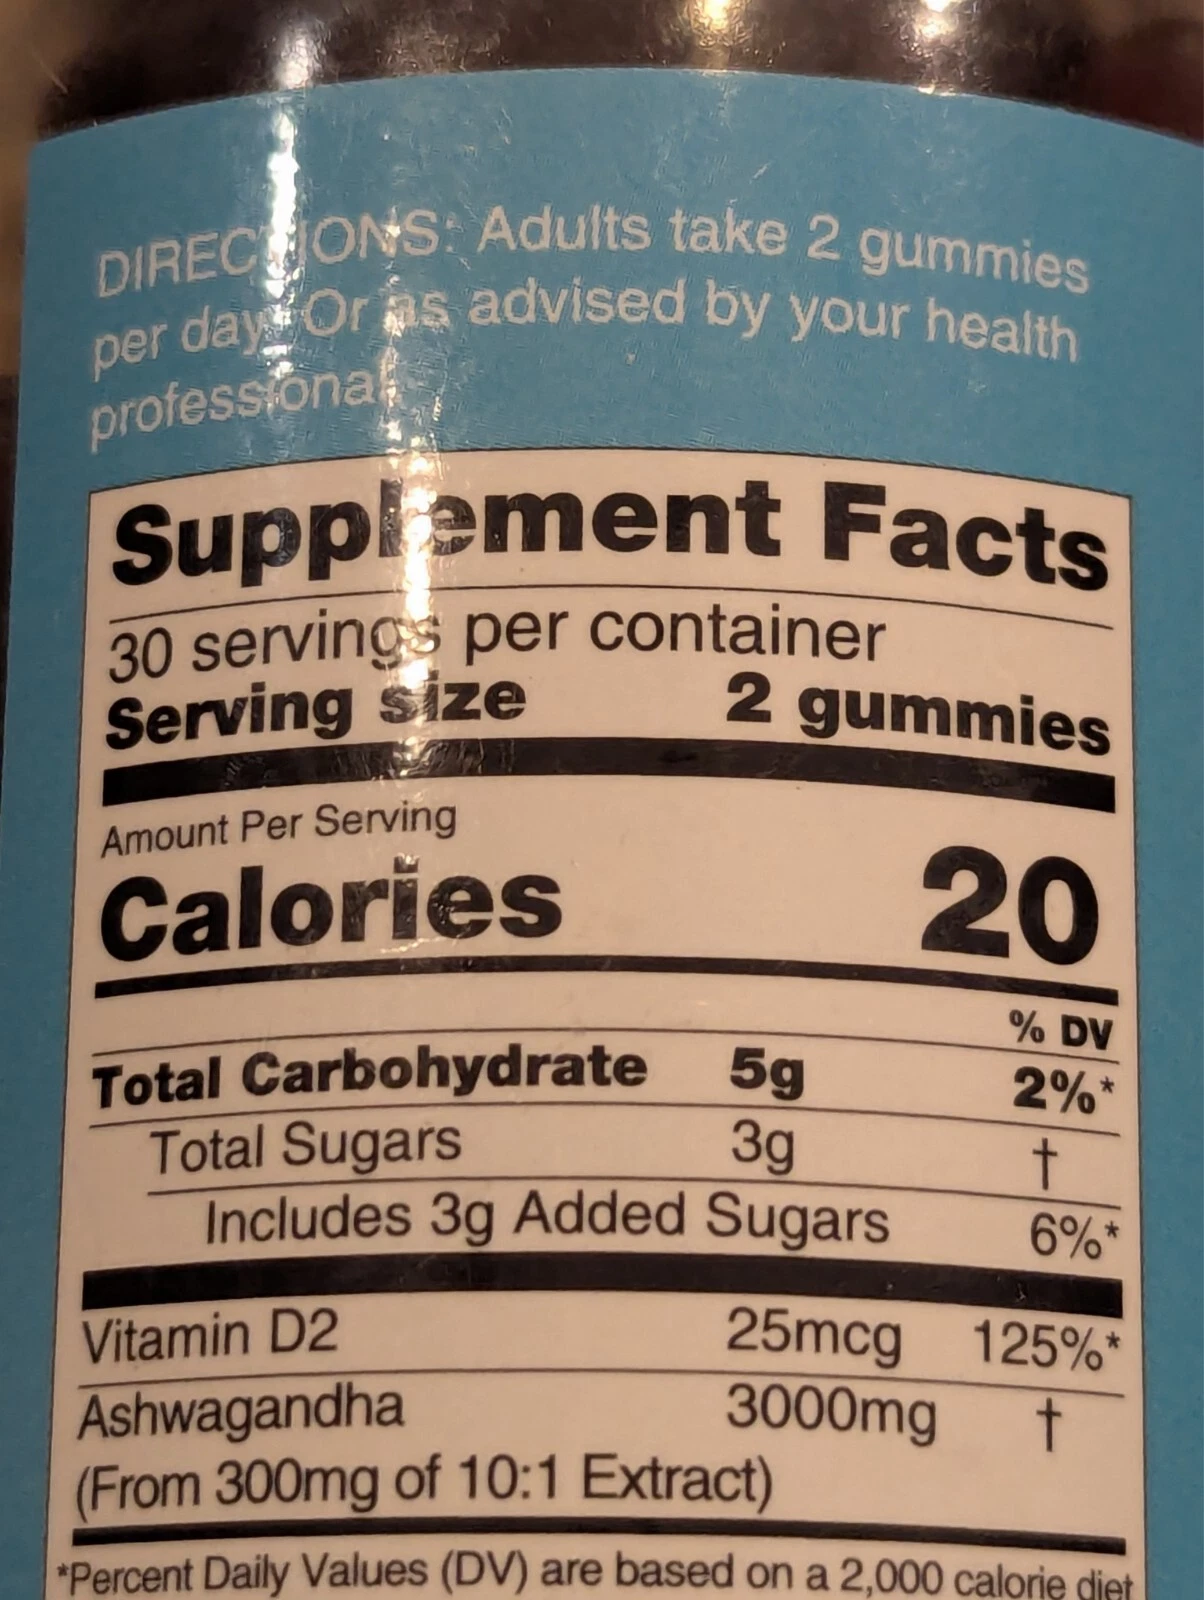 DIRECTIONS: Adults take 2 gummies
per day. Or as advised by your health
professional.
Supplement Facts
30 servings per container
Serving size 2 gummies
Amount Per Serving
Calories 20
% DV
Total Carbohydrate 5g 2%*
Total Sugars 3g †
Includes 3g Added Sugars 6%*
Vitamin D2 25mcg 125%*
Ashwagandha 3000mg †
(From 300mg of 10:1 Extract)
*Percent Daily Values (DV) are based on a 2,000 calorie diet